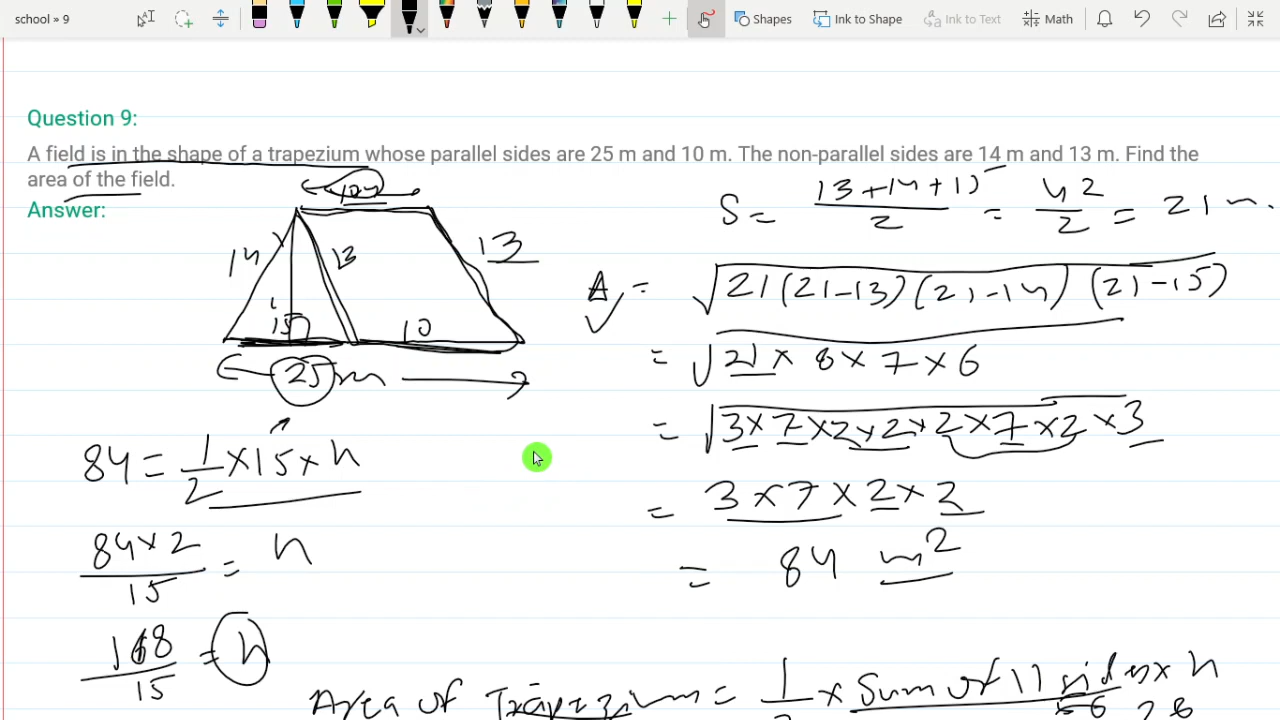 school » 9
Shapes
Ink to Shape
Ink to Text
Math
Question 9:
A field is in the shape of a trapezium whose parallel sides are 25 m and 10 m. The non-parallel sides are 14 m and 13 m. Find the
area of the field.
Answer:
14
13
13
15
10
25m
S = 13+14+15/2 = 42/2 = 21 m.
A = √21(21-13)(21-14)(21-15)
= √21 × 8 × 7 × 6
= √3×7×2×2×2×7×2×3
= 3 × 7 × 2 × 2
= 84 m²
84 = 1/2 × 15 × h
84×2/15 = h
168/15 = h
Area of Trapezium = 1/2 × Sum of 11 sides × h